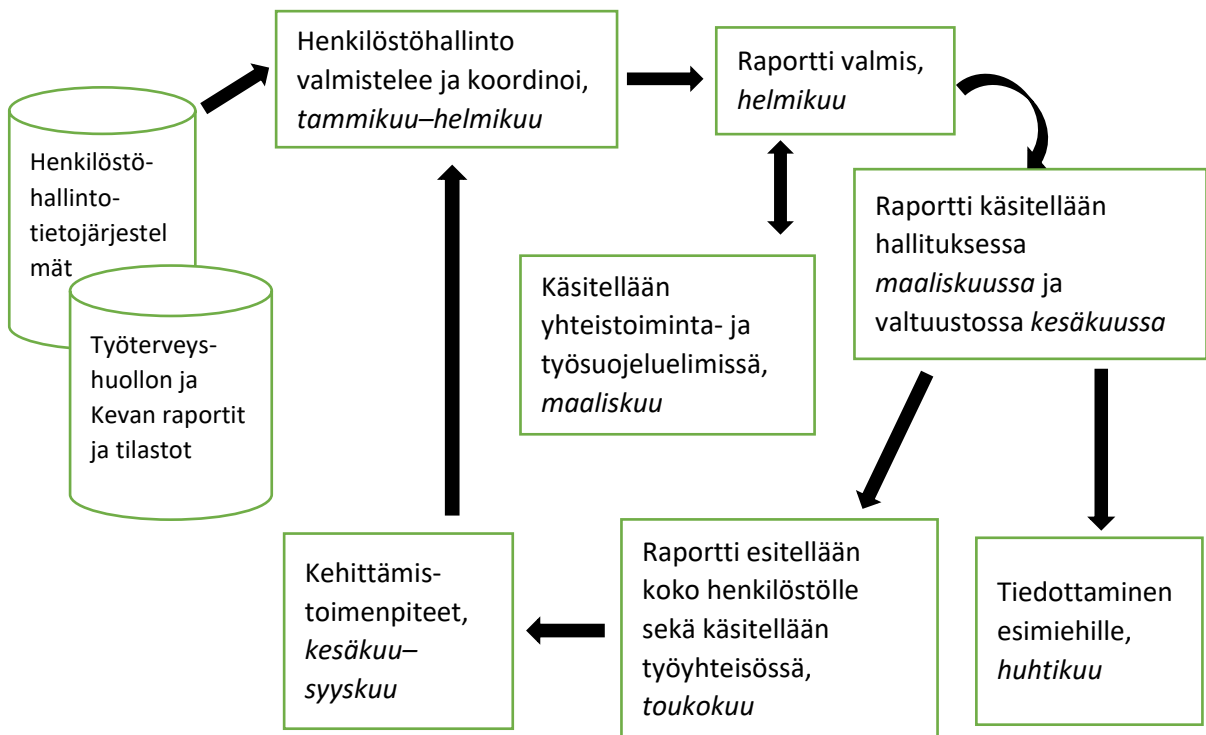 Henkilöstöhallinto
valmistelee ja koordinoi,
tammikuu–helmikuu
Raportti valmis,
helmikuu
Henkilöstö-
hallinto-
tietojärjestel
mät
Raportti käsitellään
hallituksessa
maaliskuussa ja
valtuustossa kesäkuussa
Käsitellään
yhteistoiminta- ja
työsuojeluelimissä,
maaliskuu
Työterveys-
huollon ja
Kevan raportit
ja tilastot
Kehittämis-
toimenpiteet,
kesäkuu–
syyskuu
Raportti esitellään
koko henkilöstölle
sekä käsitellään
työyhteisössä,
toukokuu
Tiedottaminen
esimiehille,
huhtikuu